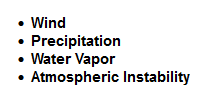 • Wind
• Precipitation
• Water Vapor
• Atmospheric Instability